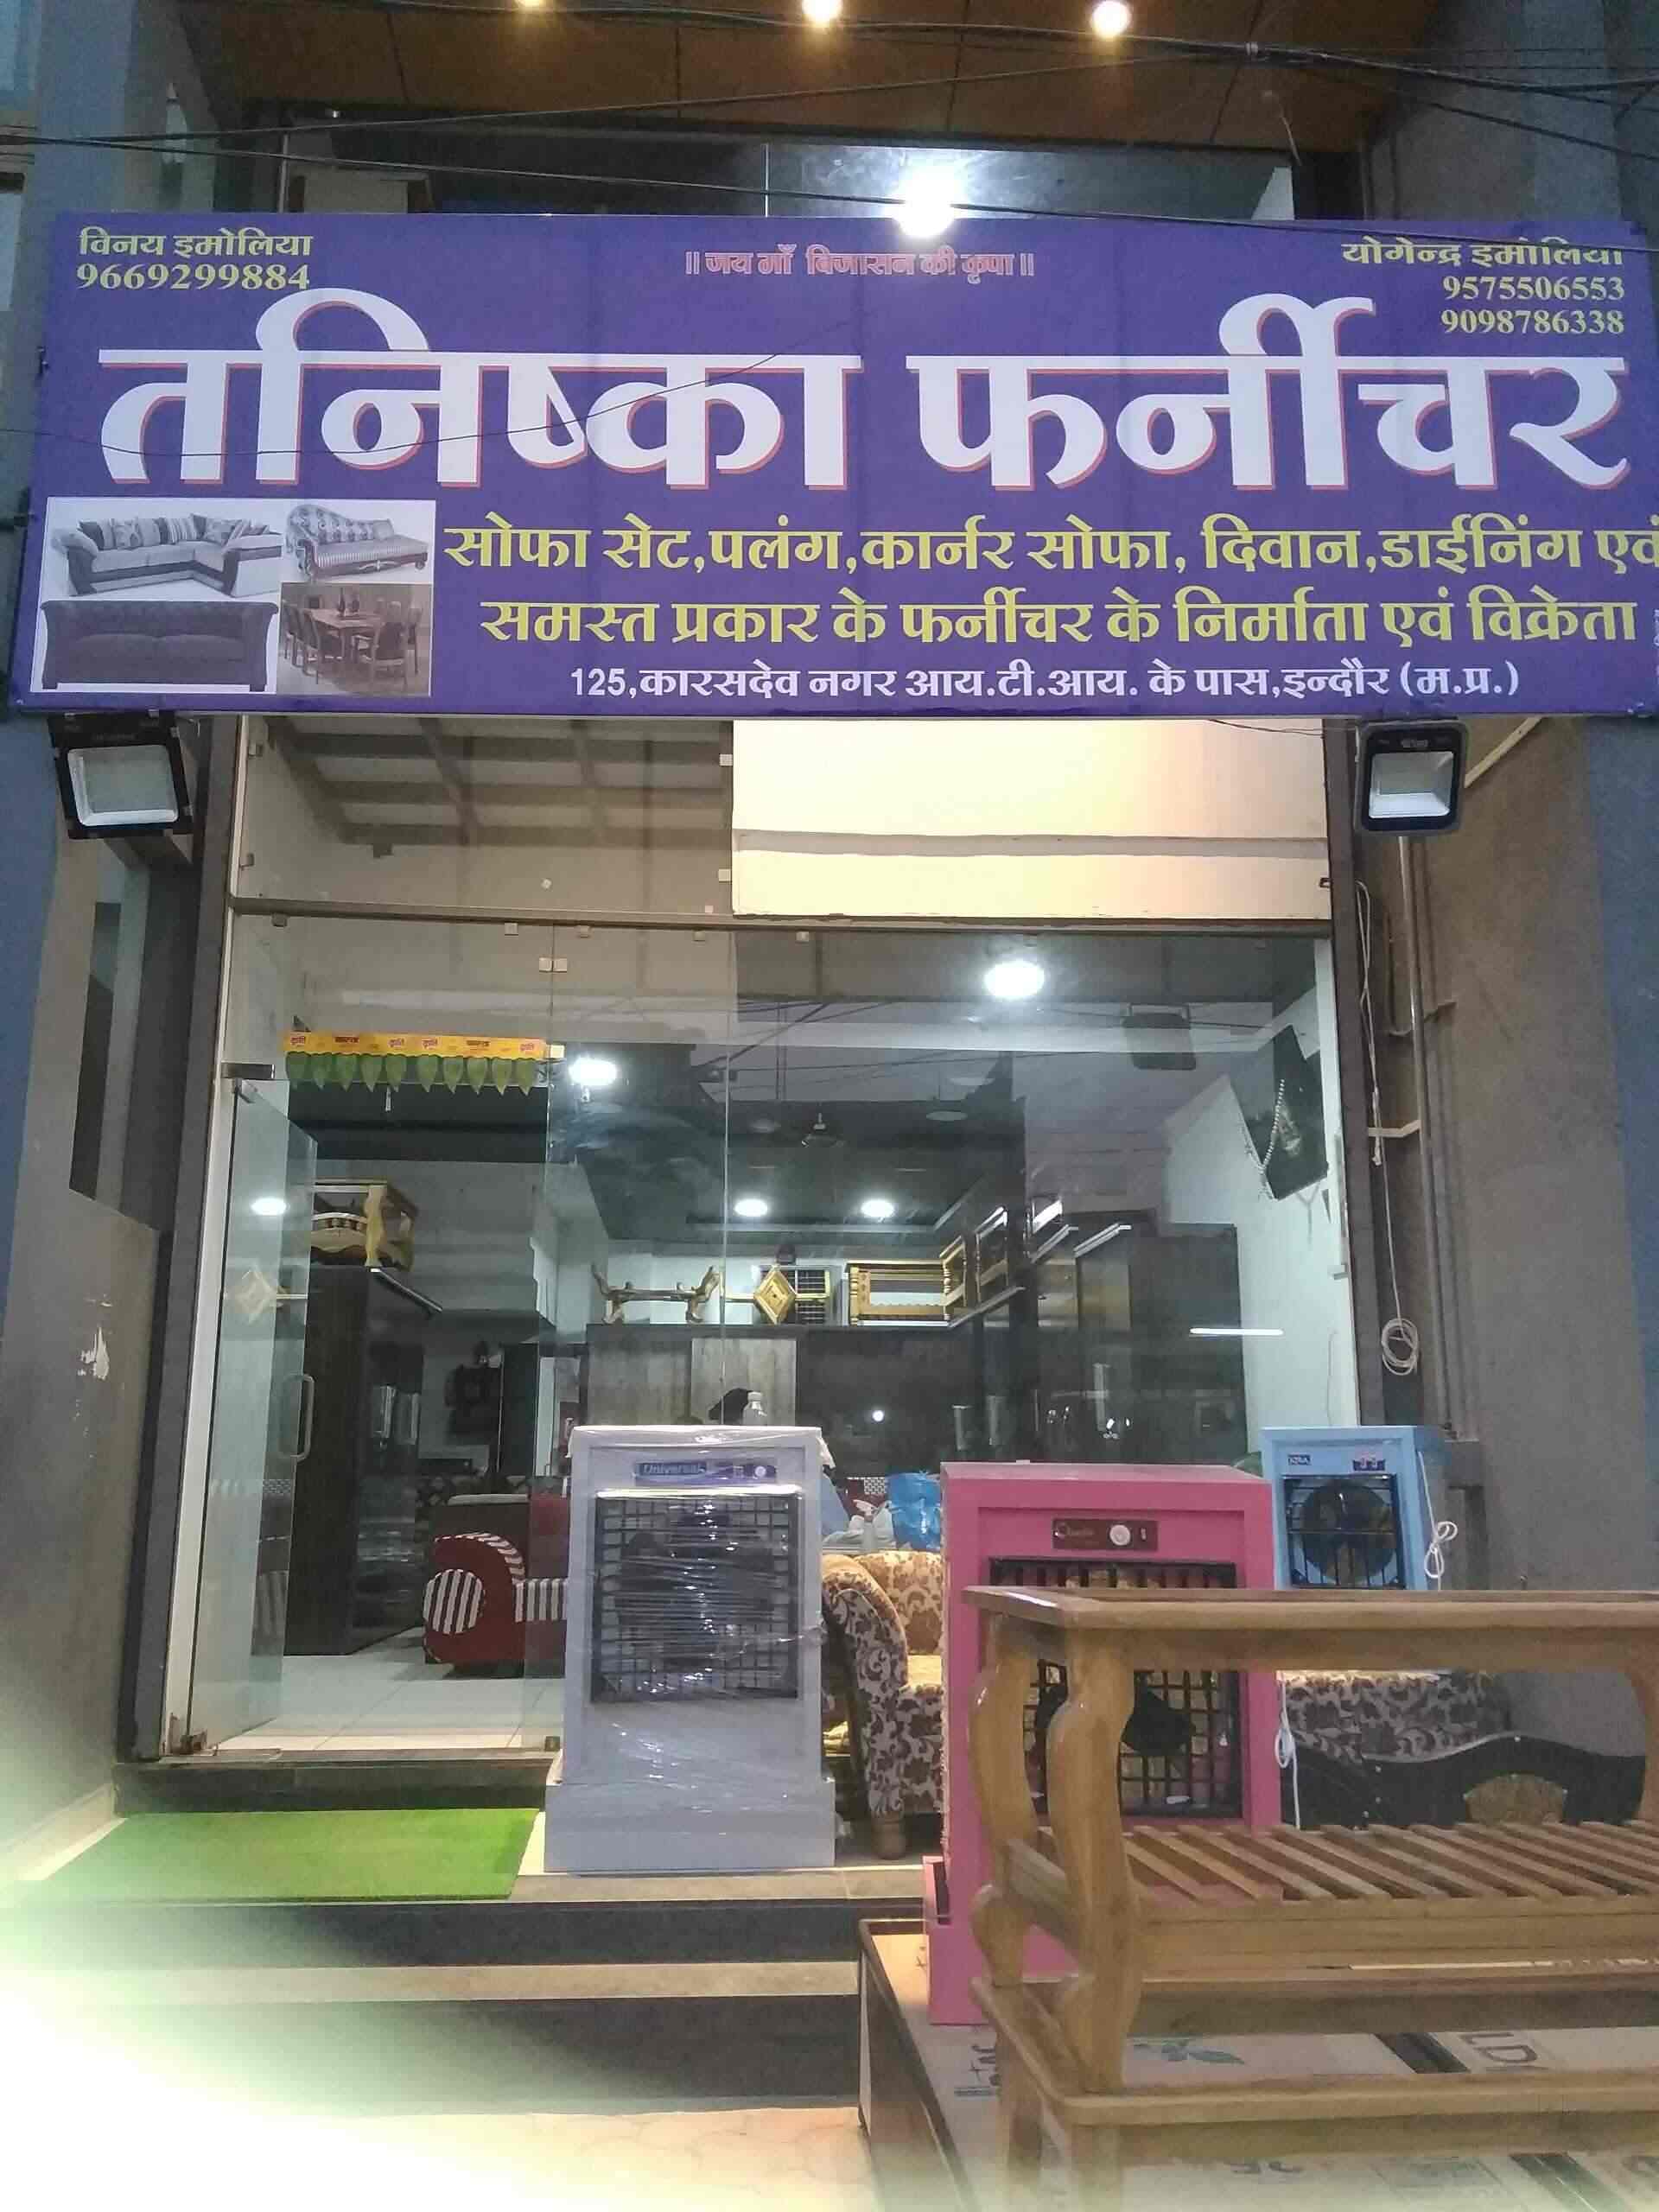 विनय इमोलिया
9669299884
|| जय माँ बिजासन की कृपा ||
योगेन्द्र इमोलिया
9575506553
9098786338
तनिष्का फर्नीचर
सोफा सेट,पलंग,कार्नर सोफा, दिवान,डाईनिंग एवं
समस्त प्रकार के फर्नीचर के निर्माता एवं विक्रेता
125,कारसदेव नगर आय.टी.आय. के पास,इन्दौर (म.प्र.)
Universal